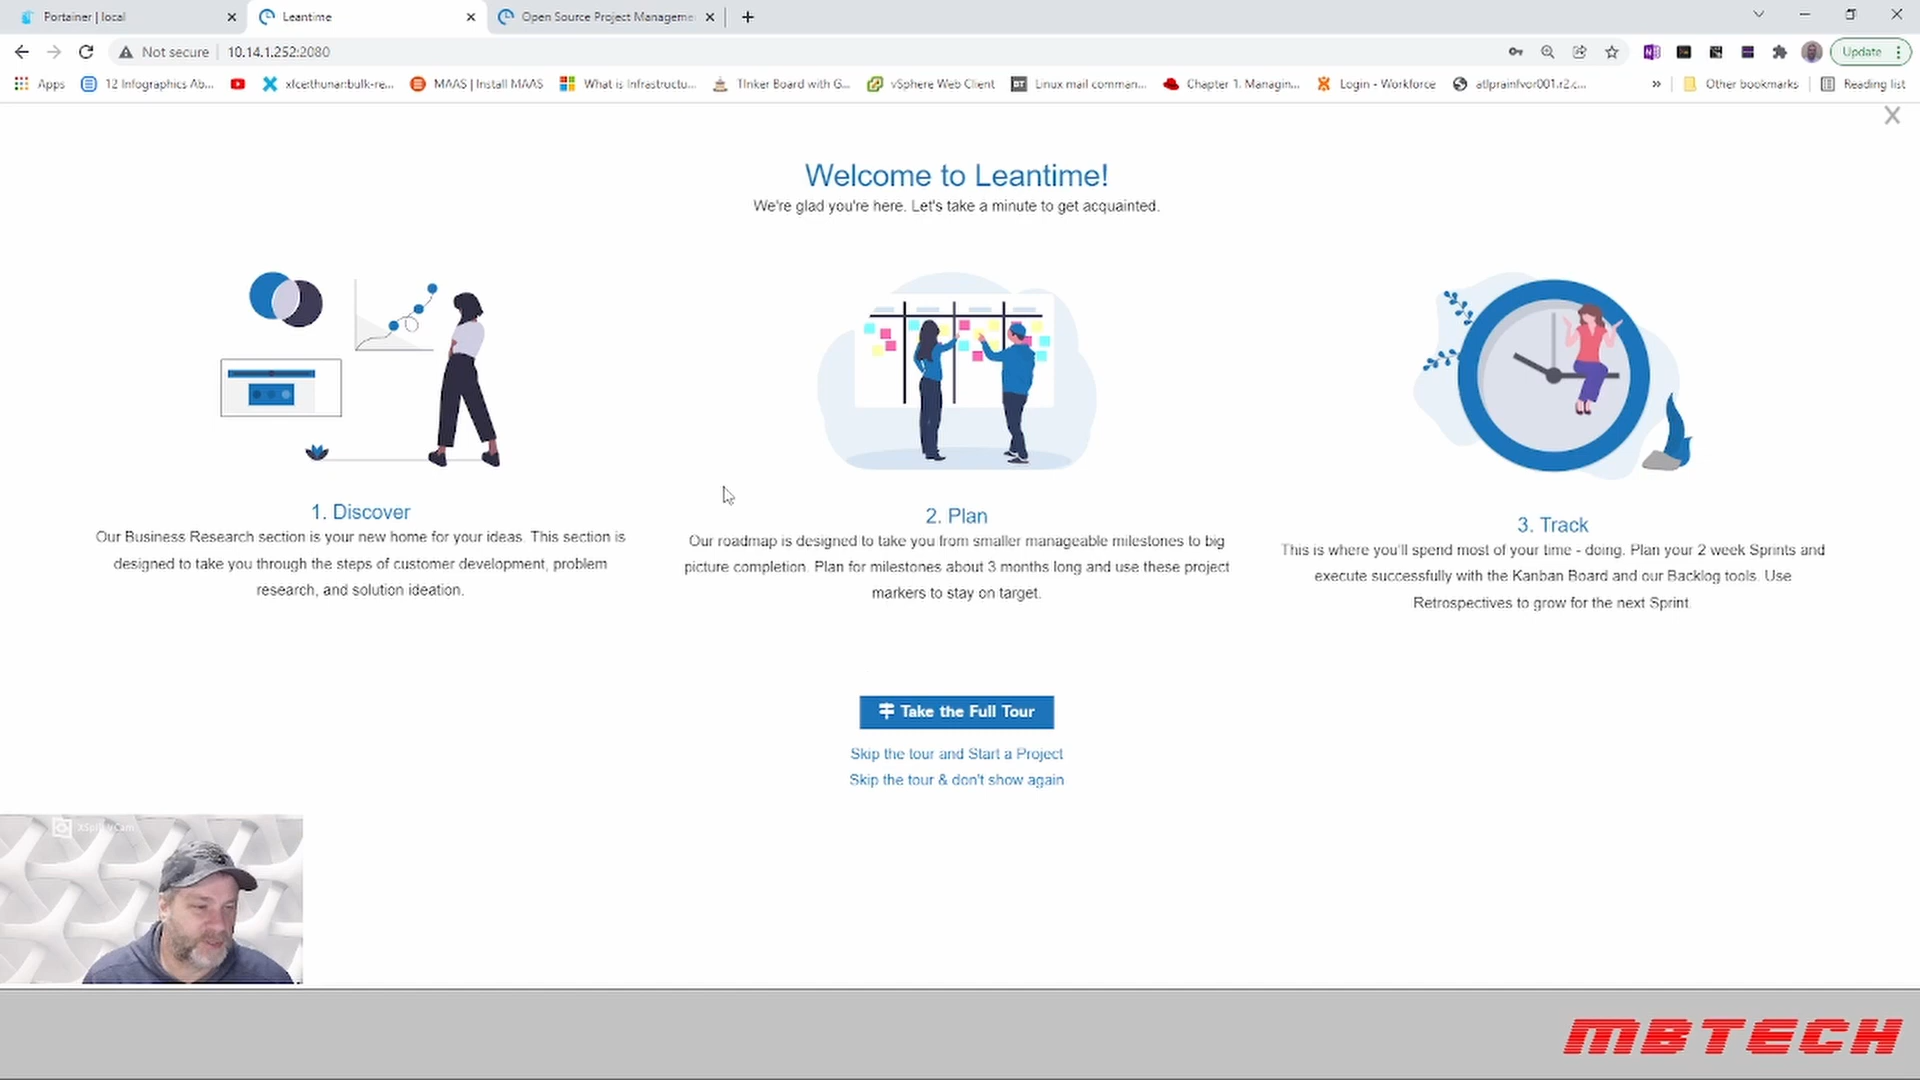 Portainer | local
Leantime
Open Source Project Manageme
Not secure
10.14.1.252:2080
Update
Apps
12 Infographics Ab...
xfce:thunar:bulk-re...
MAAS | Install MAAS
What is Infrastructu...
TInker Board with G...
vSphere Web Client
Linux mail comman...
Chapter 1. Managin...
Login - Workforce
atlprainfvor001.r2.c...
Other bookmarks
Reading list
Welcome to Leantime!
We're glad you're here. Let's take a minute to get acquainted.
1. Discover
Our Business Research section is your new home for your ideas. This section is
designed to take you through the steps of customer development, problem
research, and solution ideation.
2. Plan
Our roadmap is designed to take you from smaller manageable milestones to big
picture completion. Plan for milestones about 3 months long and use these project
markers to stay on target.
3. Track
This is where you'll spend most of your time - doing. Plan your 2 week Sprints and
execute successfully with the Kanban Board and our Backlog tools. Use
Retrospectives to grow for the next Sprint.
Take the Full Tour
Skip the tour and Start a Project
Skip the tour & don't show again
XSplit VCam
MBTECH